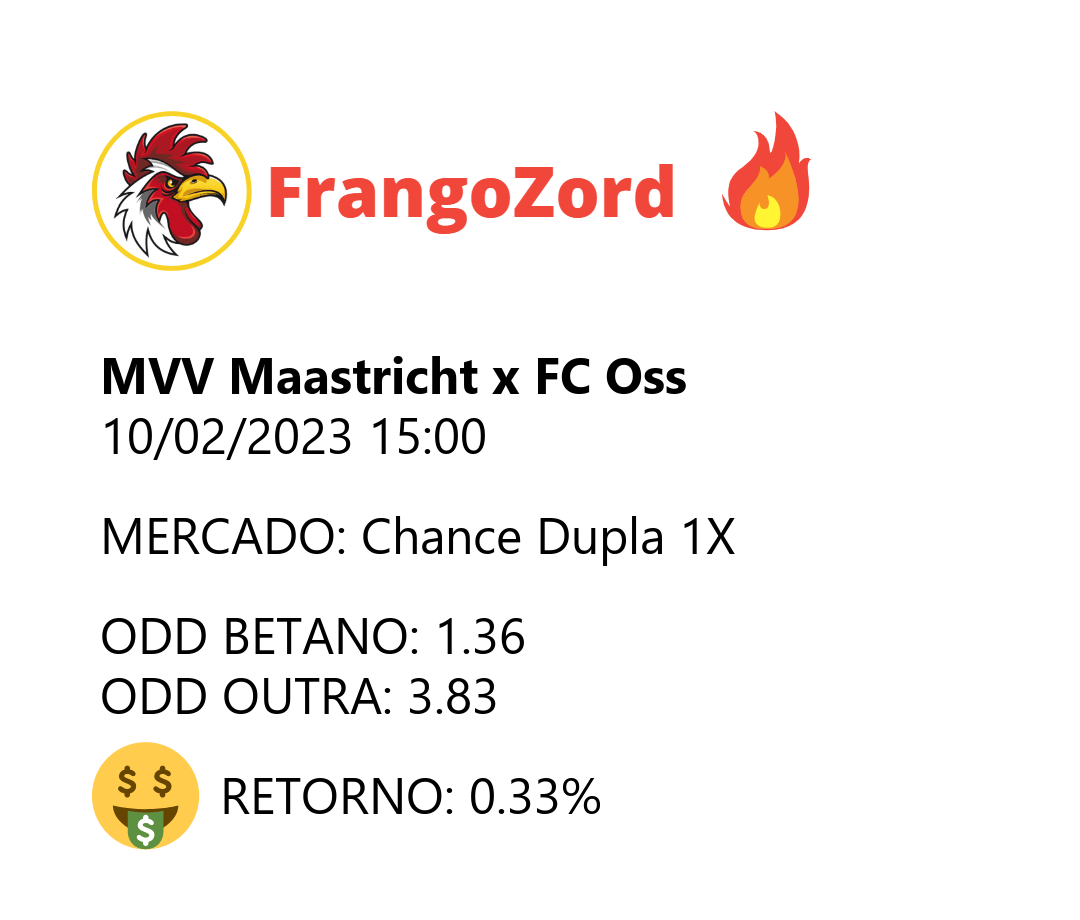 FrangoZord
MVV Maastricht x FC Oss
10/02/2023 15:00
MERCADO: Chance Dupla 1X
ODD BETANO: 1.36
ODD OUTRA: 3.83
$ $
$
RETORNO: 0.33%